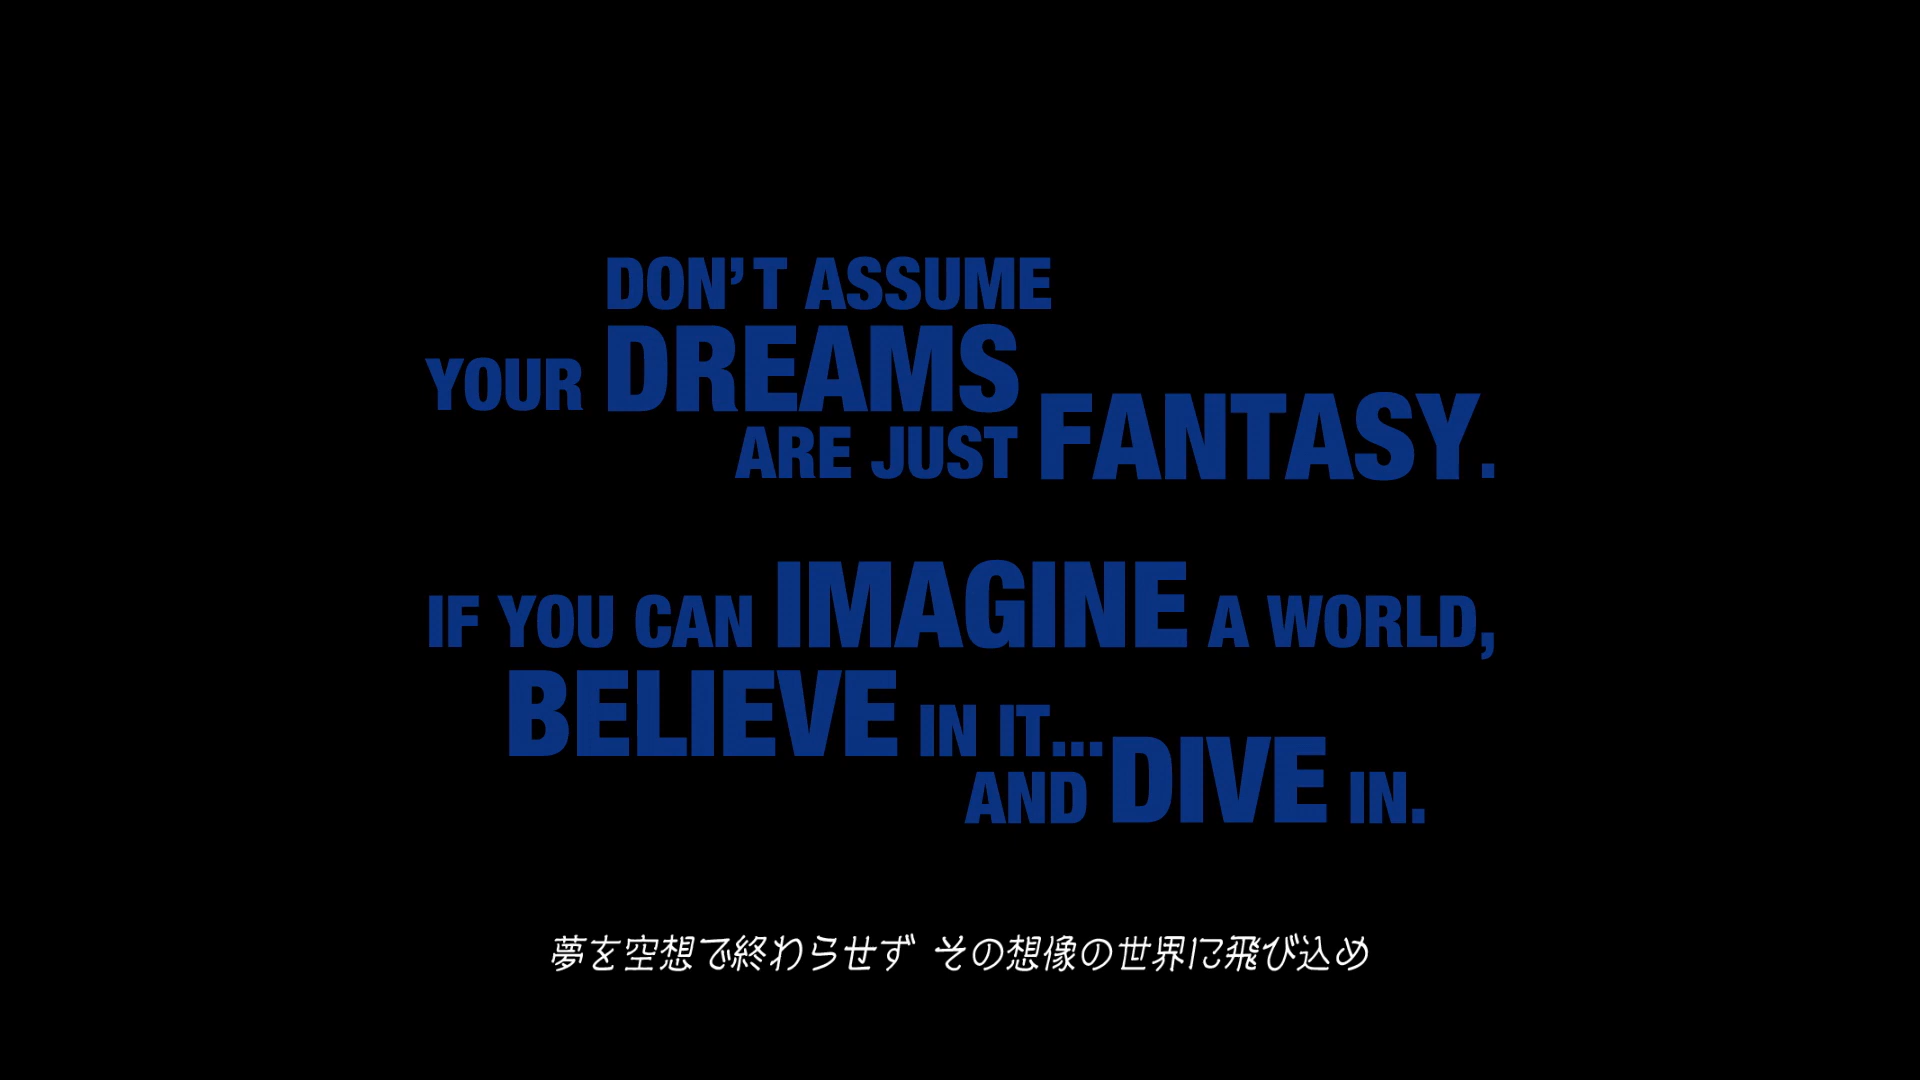 DON’T ASSUME
YOUR DREAMS
ARE JUST FANTASY.
IF YOU CAN IMAGINE A WORLD,
BELIEVE IN IT...
AND DIVE IN.
夢を空想で終わらせず その想像の世界に飛び込め